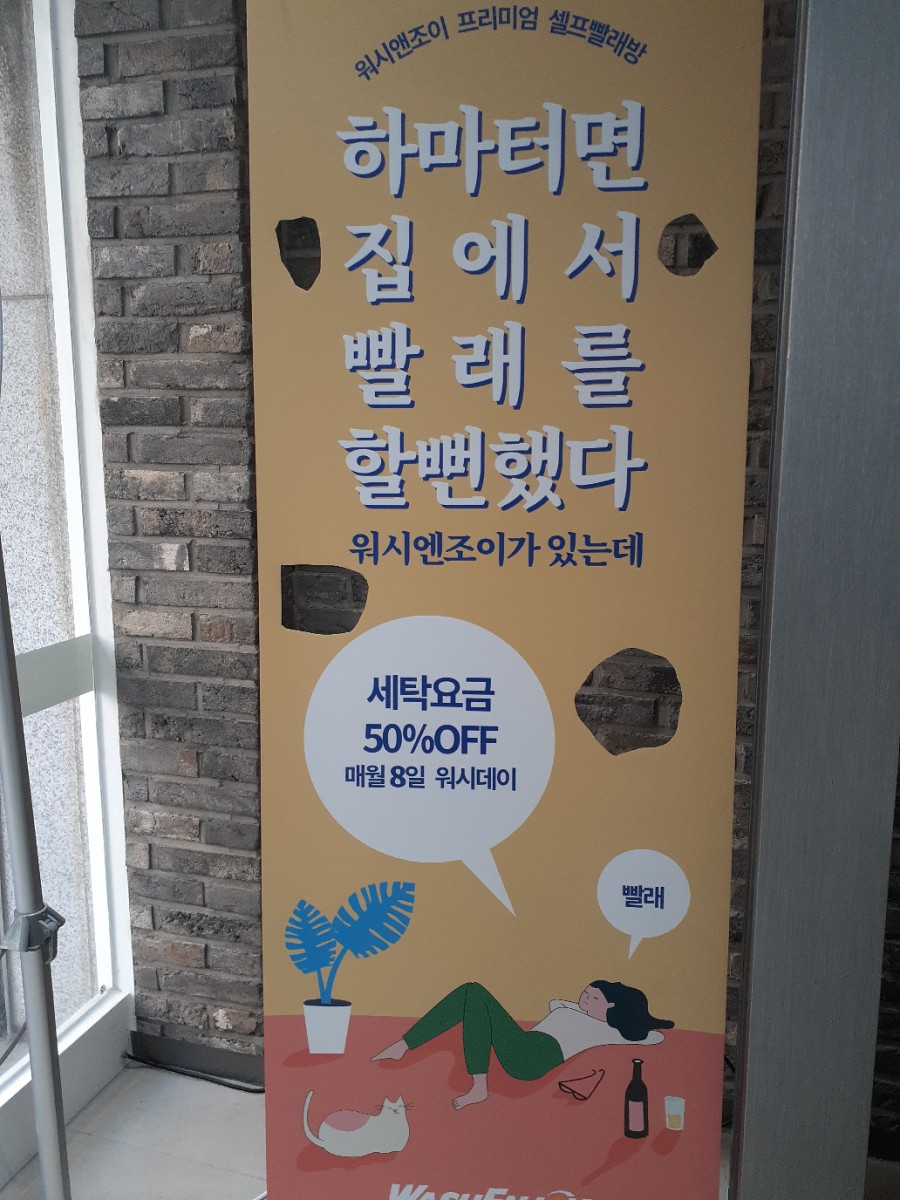 워시앤조이 프리미엄 셀프빨래방
하마터면
집에서
빨래를
할뻔했다
워시엔조이가 있는데
세탁요금
50%OFF
매월 8일 워시데이
빨래
WASHENJOY